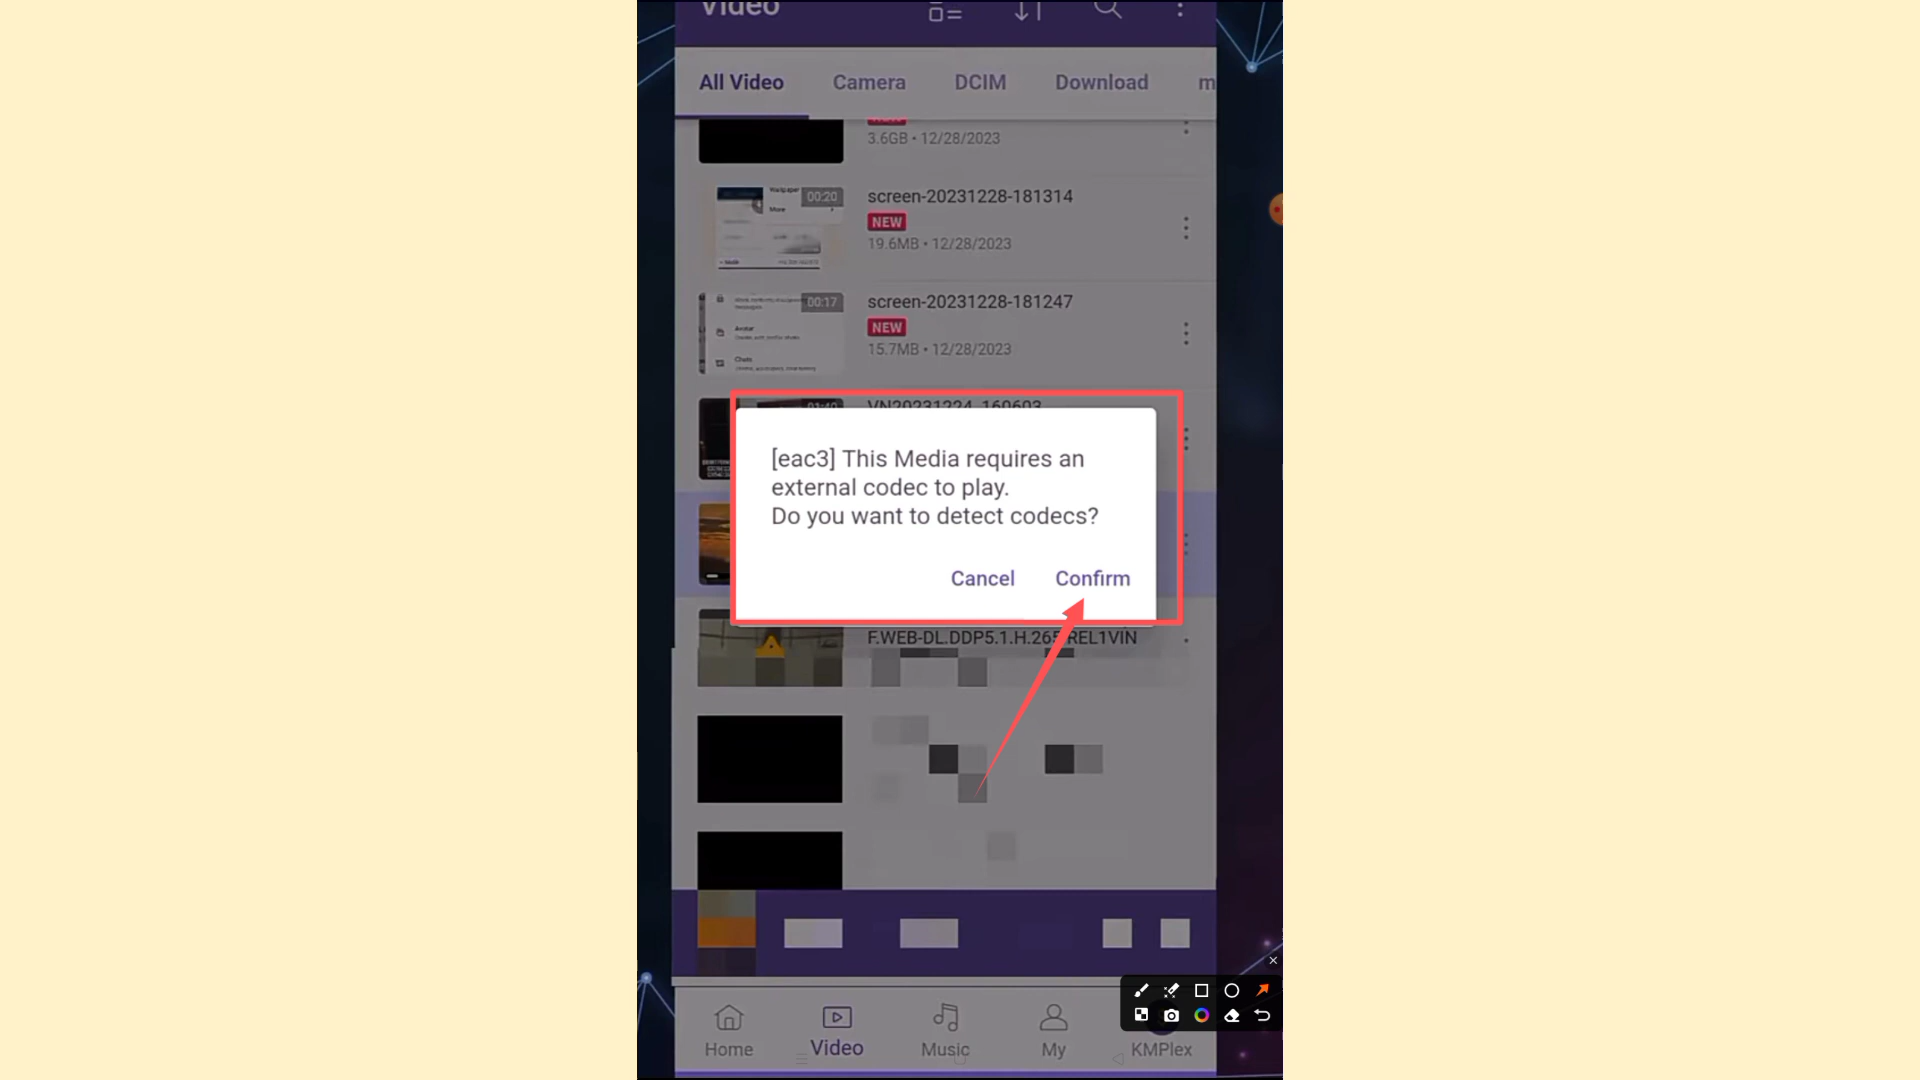 Video
All Video
Camera
DCIM
Download
m
3.6GB • 12/28/2023
00:20
screen-20231228-181314
NEW
19.6MB • 12/28/2023
00:17
screen-20231228-181247
NEW
15.7MB • 12/28/2023
VN20231224_160603
[eac3] This Media requires an
external codec to play.
Do you want to detect codecs?
Cancel
Confirm
F.WEB-DL.DDP5.1.H.265-REL1VIN
Home
Video
Music
My
KMPlex